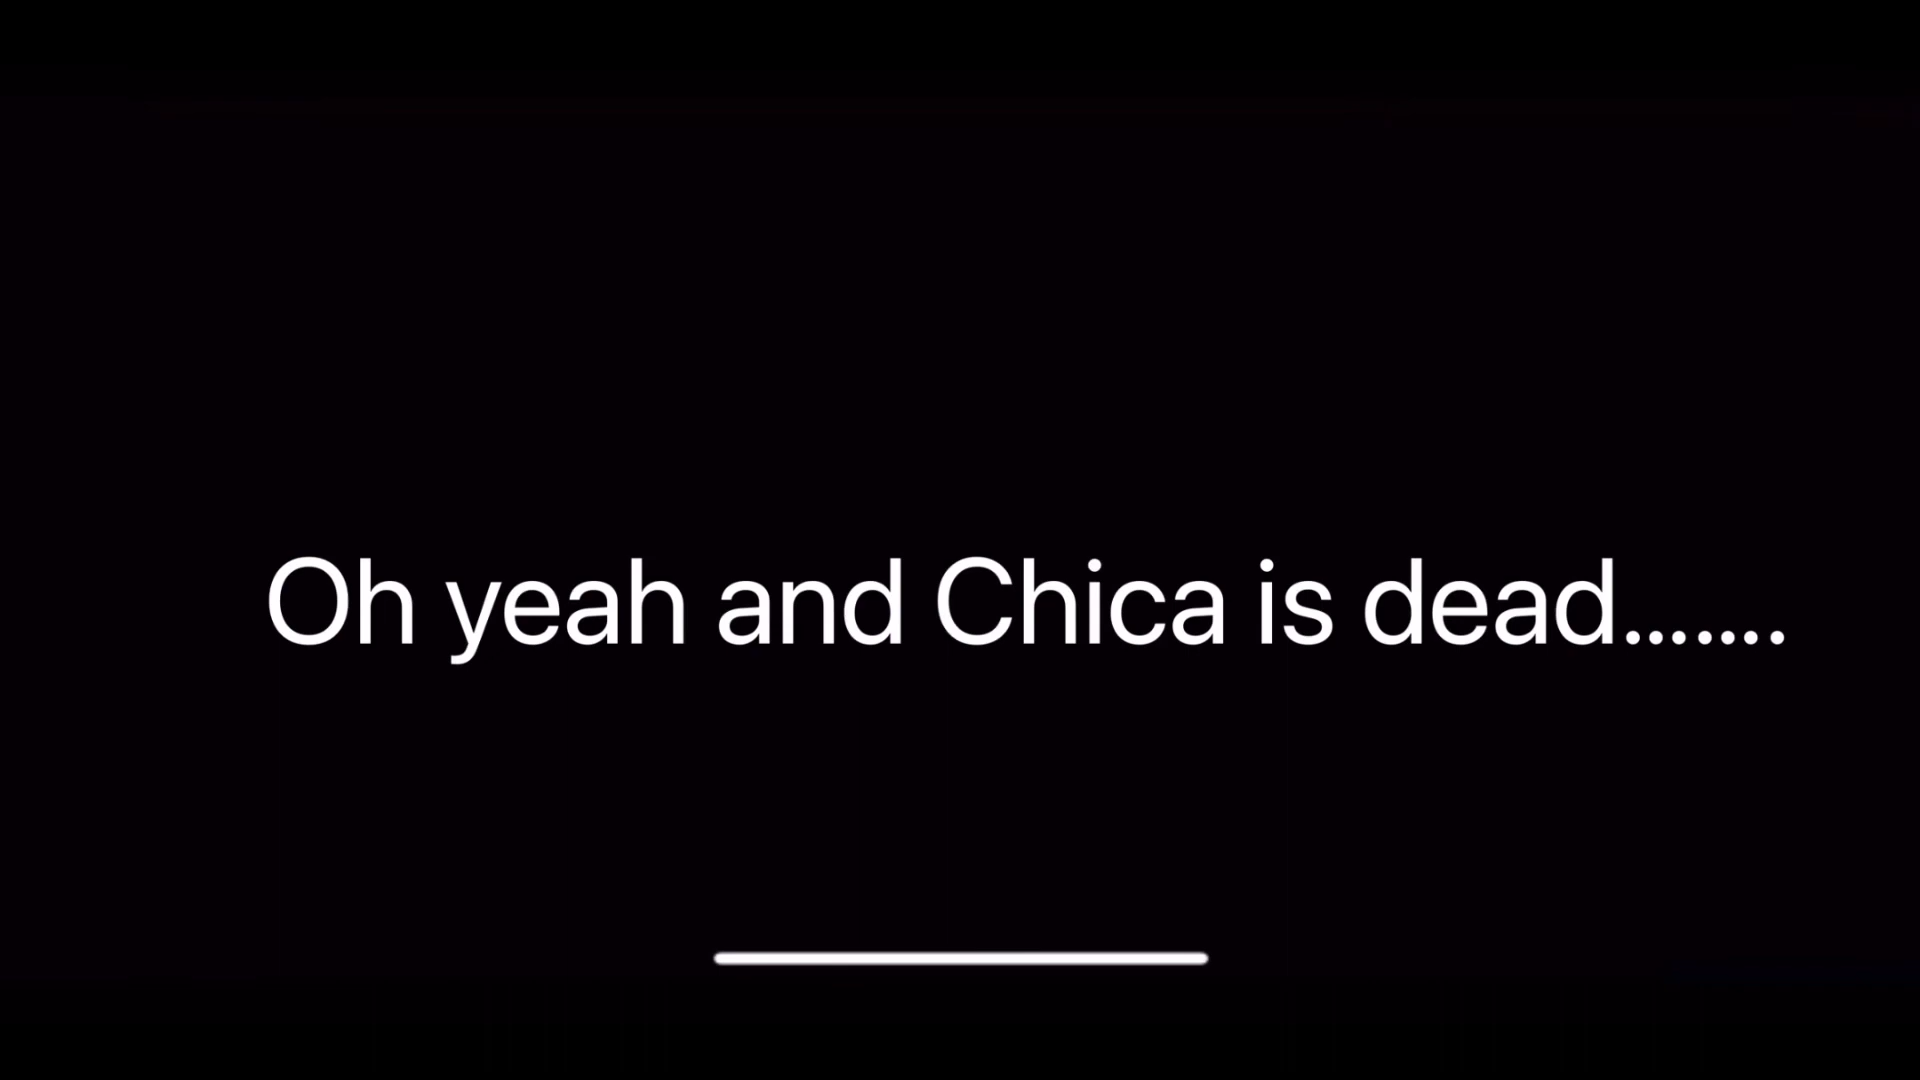 Oh yeah and Chica is dead.......